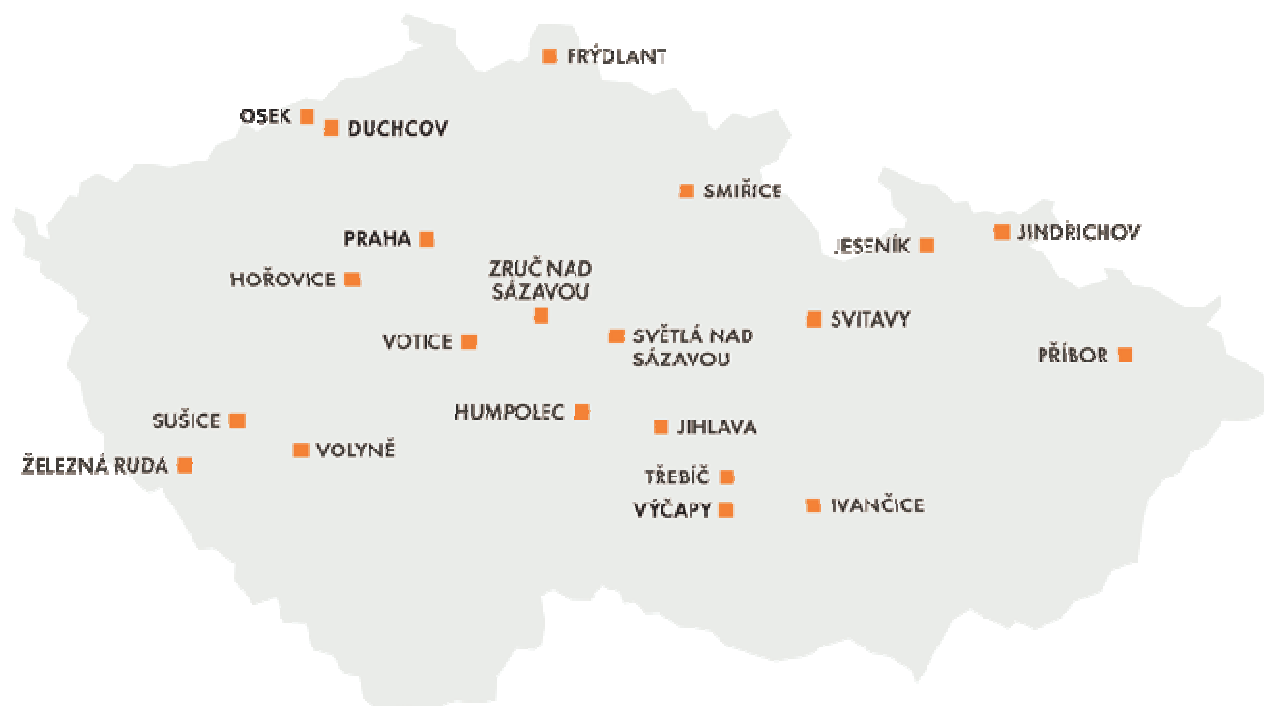 FRÝDLANT
OSEK
DUCHCOV
SMIŘICE
PRAHA
JESENÍK
JINDŘICHOV
HOŘOVICE
ZRUČ NAD
SÁZAVOU
VOTICE
SVĚTLÁ NAD
SÁZAVOU
SVITAVY
PŘÍBOR
SUŠICE
HUMPOLEC
JIHLAVA
VOLYNĚ
ŽELEZNÁ RUDA
TŘEBÍČ
VÝČAPY
IVANČICE